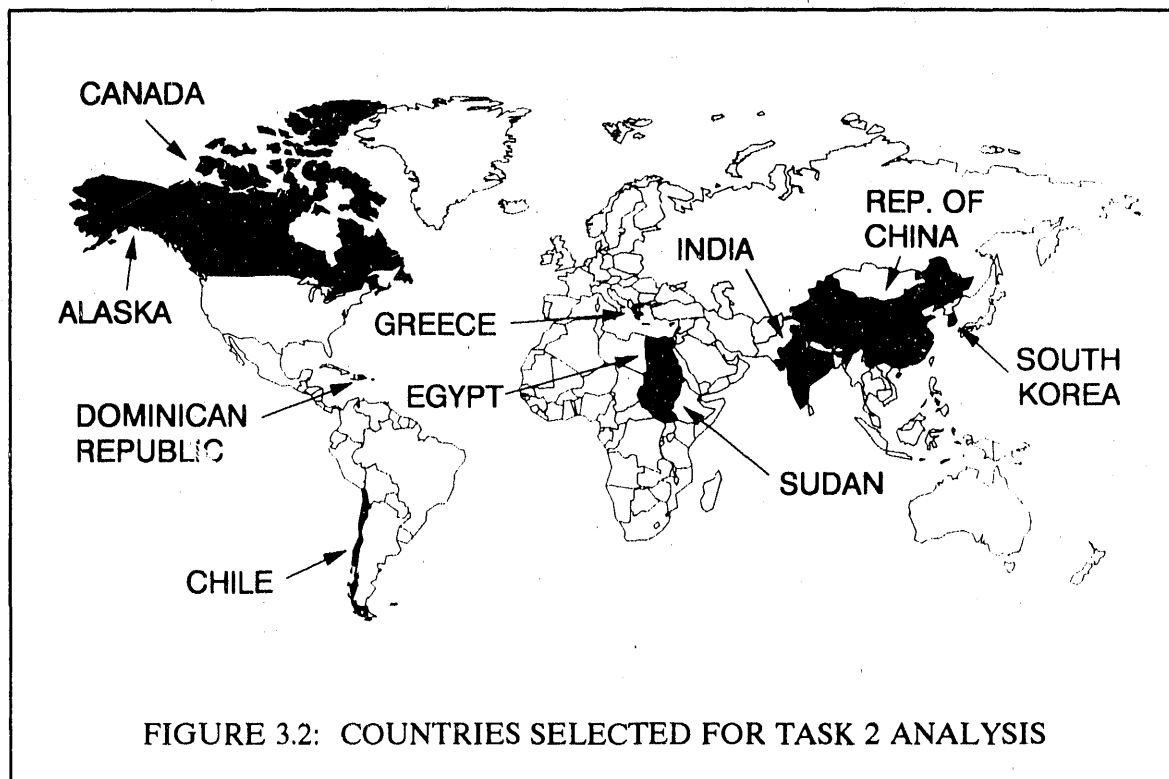 CANADA
REP. OF
CHINA
INDIA
ALASKA
GREECE
SOUTH
KOREA
EGYPT
DOMINICAN
REPUBLIC
SUDAN
CHILE
FIGURE 3.2: COUNTRIES SELECTED FOR TASK 2 ANALYSIS